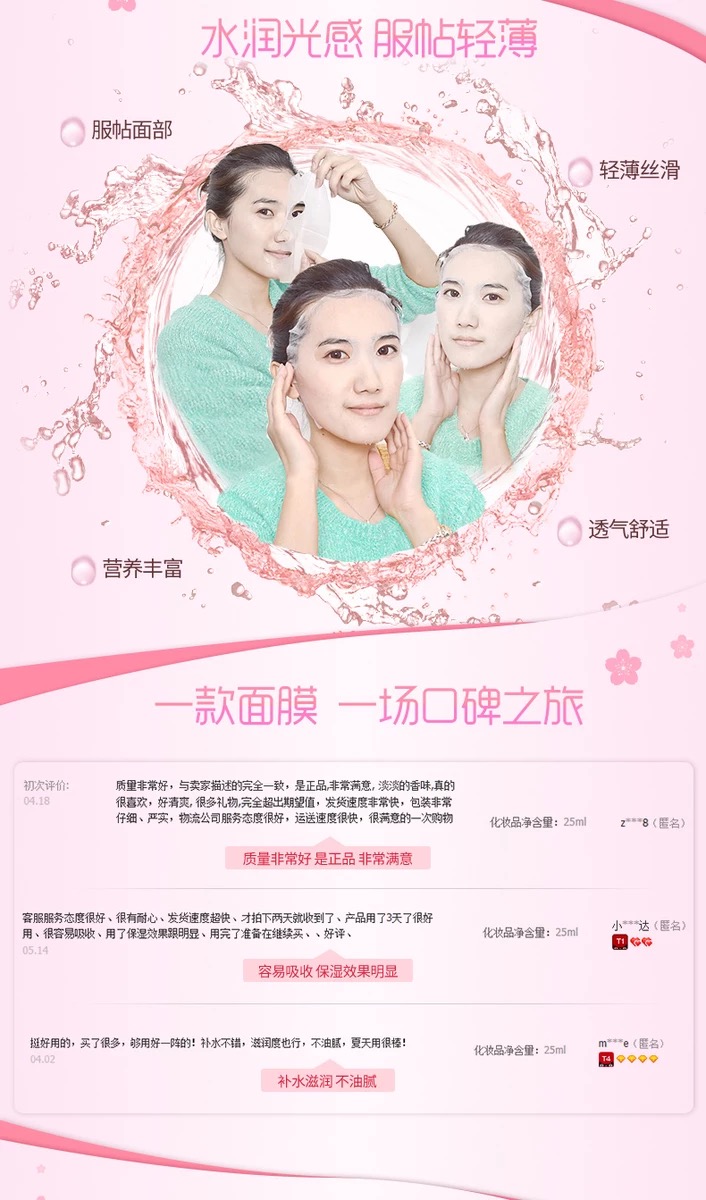 水润光感 服帖轻薄
服帖面部
轻薄丝滑
透气舒适
营养丰富
一款面膜 一场口碑之旅
初次评价:
04.18
质量非常好，与卖家描述的完全一致，是正品,非常满意, 淡淡的香味,真的
很喜欢，好清爽, 很多礼物,完全超出期望值，发货速度非常快，包装非常
仔细、严实，物流公司服务态度很好，运送速度很快，很满意的一次购物
化妆品净含量: 25ml
z***8（匿名）
质量非常好 是正品 非常满意
客服服务态度很好、很有耐心、发货速度超快、才拍下两天就收到了、产品用了3天了很好
用、很容易吸收、用了保湿效果跟明显、用完了准备在继续买、、好评、
05.14
化妆品净含量: 25ml
小***达（匿名）
T1
容易吸收 保湿效果明显
挺好用的，买了很多，够用好一阵的！补水不错，滋润度也行，不油腻，夏天用很棒！
04.02
化妆品净含量: 25ml
m***e（匿名）
T4
补水滋润 不油腻